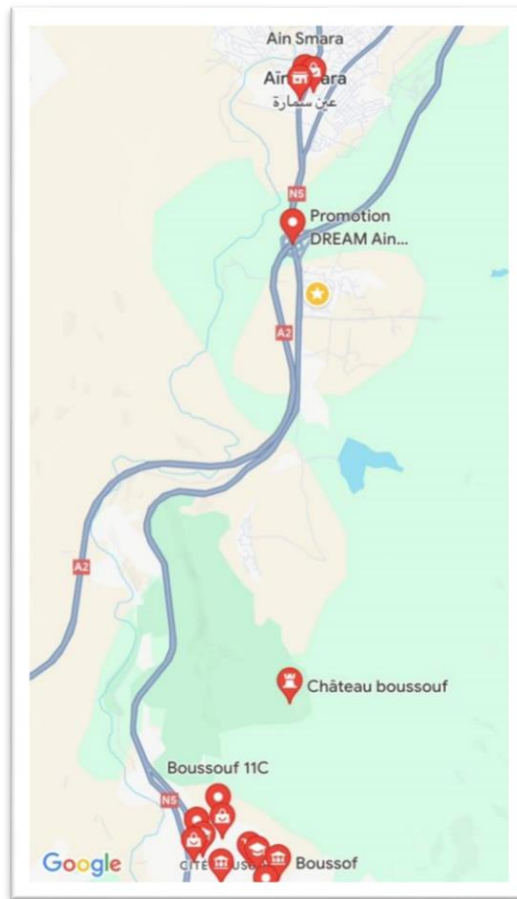 Ain Smara
عين سمارة
N5
Promotion
DREAM Ain...
A2
A2
Château boussouf
Boussouf 11C
N5
Boussof
Google